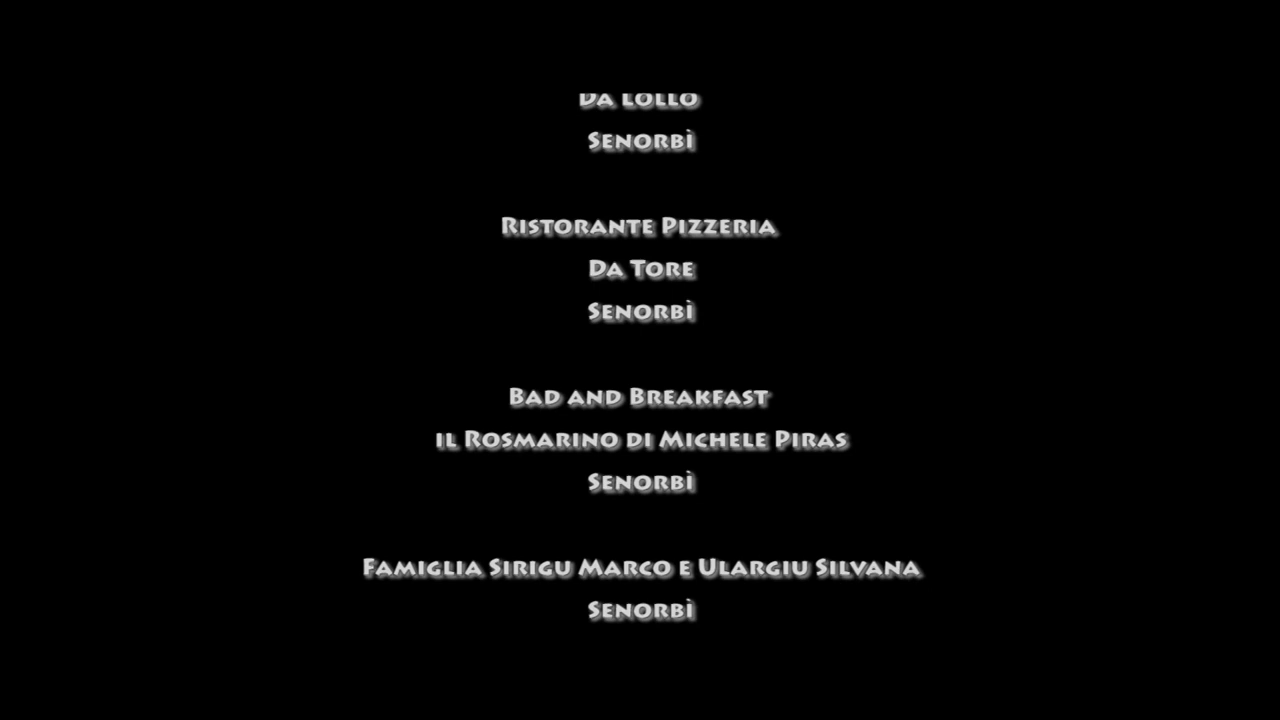 Da Lollo
Senorbì
Ristorante Pizzeria
Da Tore
Senorbì
Bad and Breakfast
il Rosmarino di Michele Piras
Senorbì
Famiglia Sirigu Marco e Ulargiu Silvana
Senorbì